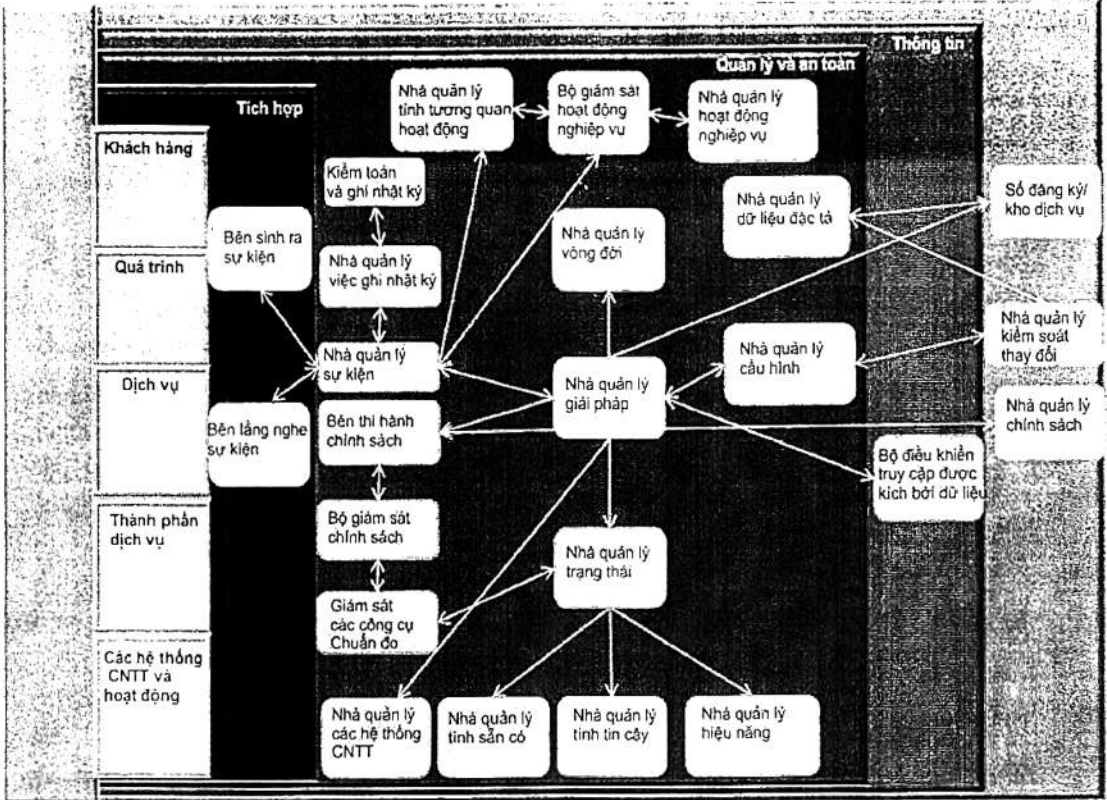 Thông tin
Quản lý và an toàn
Tích hợp
Khách hàng
Quá trình
Dịch vụ
Thành phần
dịch vụ
Các hệ thống
CNTT và
hoạt động
Bên sinh ra
sự kiện
Bên lắng nghe
sự kiện
Nhà quản lý
tính tương quan
hoạt động
Bộ giám sát
hoạt động
nghiệp vụ
Nhà quản lý
hoạt động
nghiệp vụ
Kiểm toán
và ghi nhật ký
Nhà quản lý
việc ghi nhật ký
Nhà quản lý
sự kiện
Bên thi hành
chính sách
Bộ giám sát
chính sách
Giám sát
các công cụ
Chuẩn đo
Nhà quản lý
các hệ thống
CNTT
Nhà quản lý
vòng đời
Nhà quản lý
giải pháp
Nhà quản lý
trạng thái
Nhà quản lý
tính sẵn có
Nhà quản lý
tính tin cậy
Nhà quản lý
hiệu năng
Nhà quản lý
dữ liệu đặc tả
Nhà quản lý
cấu hình
Bộ điều khiển
truy cập được
kích bởi dữ liệu
Sổ đăng ký/
kho dịch vụ
Nhà quản lý
kiểm soát
thay đổi
Nhà quản lý
chính sách